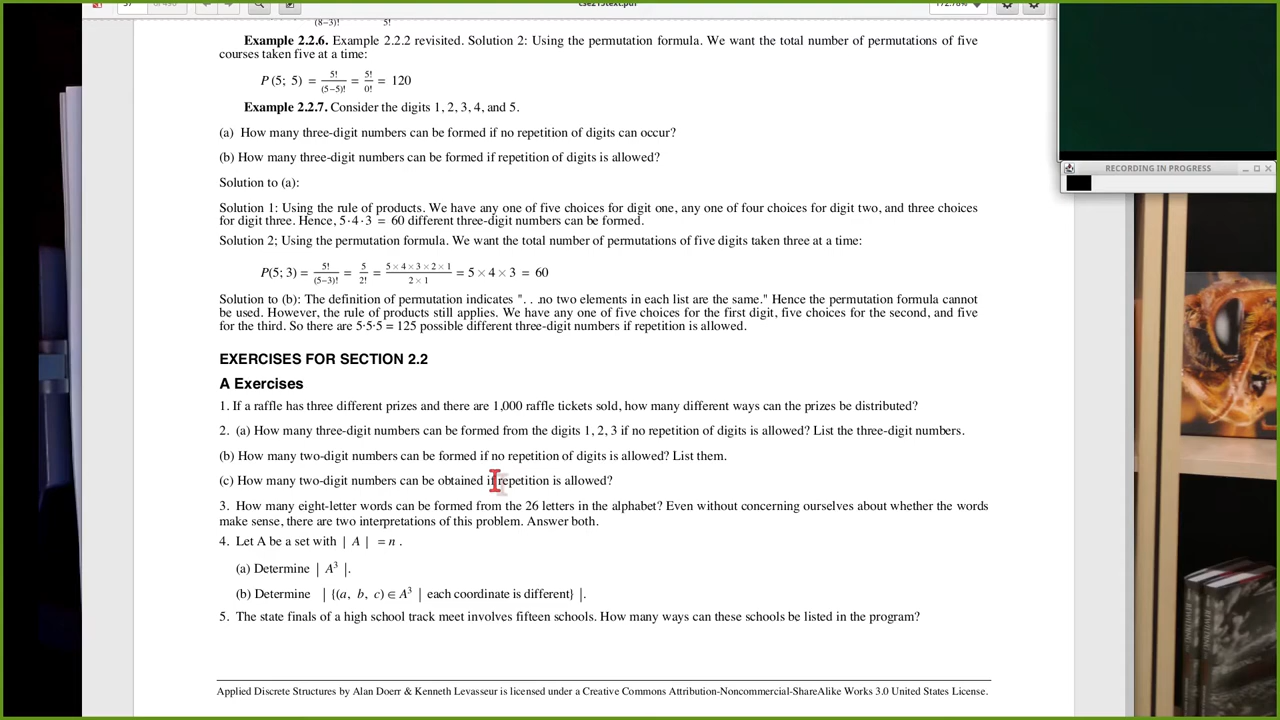 (8−3)! 5!
Example 2.2.6. Example 2.2.2 revisited. Solution 2: Using the permutation formula. We want the total number of permutations of five
courses taken five at a time:
P (5; 5) = 5!/(5−5)! = 5!/0! = 120
Example 2.2.7. Consider the digits 1, 2, 3, 4, and 5.
(a) How many three-digit numbers can be formed if no repetition of digits can occur?
(b) How many three-digit numbers can be formed if repetition of digits is allowed?
Solution to (a):
Solution 1: Using the rule of products. We have any one of five choices for digit one, any one of four choices for digit two, and three choices
for digit three. Hence, 5·4·3 = 60 different three-digit numbers can be formed.
Solution 2; Using the permutation formula. We want the total number of permutations of five digits taken three at a time:
P(5; 3) = 5!/(5−3)! = 5/2! = 5×4×3×2×1/2×1 = 5×4×3 = 60
Solution to (b): The definition of permutation indicates ". . .no two elements in each list are the same." Hence the permutation formula cannot
be used. However, the rule of products still applies. We have any one of five choices for the first digit, five choices for the second, and five
for the third. So there are 5·5·5 = 125 possible different three-digit numbers if repetition is allowed.
EXERCISES FOR SECTION 2.2
A Exercises
1. If a raffle has three different prizes and there are 1,000 raffle tickets sold, how many different ways can the prizes be distributed?
2. (a) How many three-digit numbers can be formed from the digits 1, 2, 3 if no repetition of digits is allowed? List the three-digit numbers.
(b) How many two-digit numbers can be formed if no repetition of digits is allowed? List them.
(c) How many two-digit numbers can be obtained if repetition is allowed?
3. How many eight-letter words can be formed from the 26 letters in the alphabet? Even without concerning ourselves about whether the words
make sense, there are two interpretations of this problem. Answer both.
4. Let A be a set with | A | = n .
(a) Determine | A³ |.
(b) Determine | {(a, b, c) ∈ A³ | each coordinate is different} |.
5. The state finals of a high school track meet involves fifteen schools. How many ways can these schools be listed in the program?
Applied Discrete Structures by Alan Doerr & Kenneth Levasseur is licensed under a Creative Commons Attribution-Noncommercial-ShareAlike Works 3.0 United States License.
RECORDING IN PROGRESS